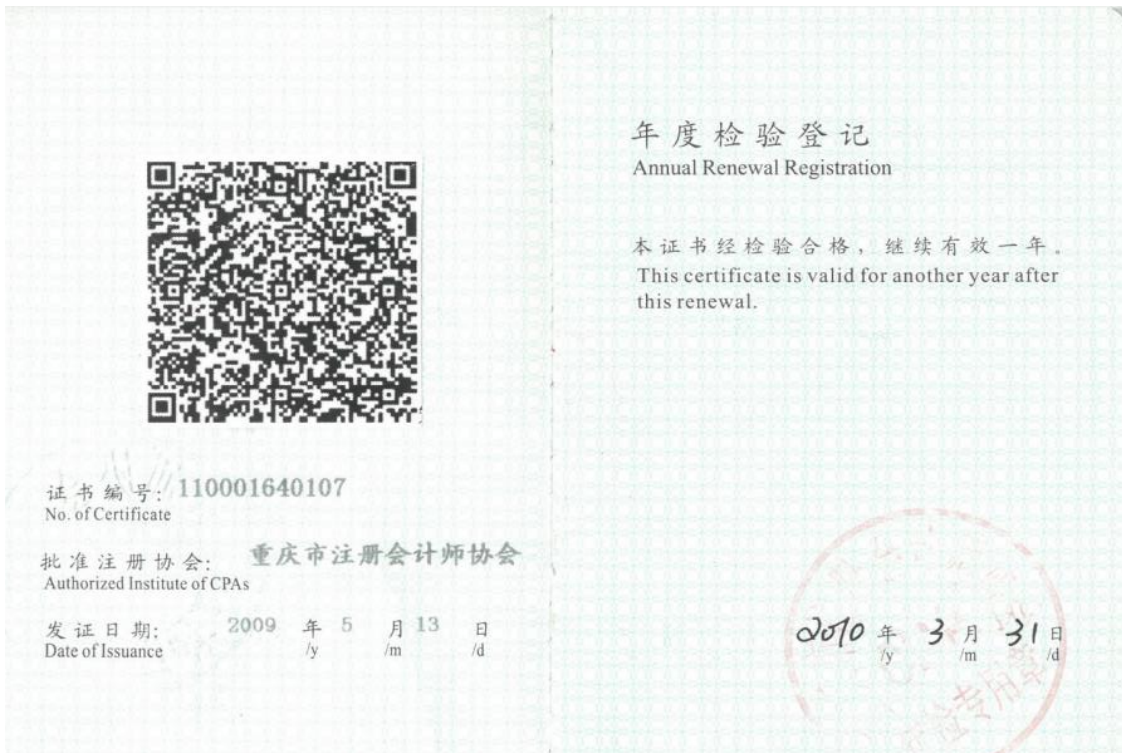 证书编号: 110001640107
No. of Certificate
批准注册协会: 重庆市注册会计师协会
Authorized Institute of CPAs
发证日期: 2009 年 5 月 13 日
Date of Issuance /y /m /d
年度检验登记
Annual Renewal Registration
本证书经检验合格，继续有效一年。
This certificate is valid for another year after
this renewal.
2010 年 3 月 31 日
/y /m /d
专用章